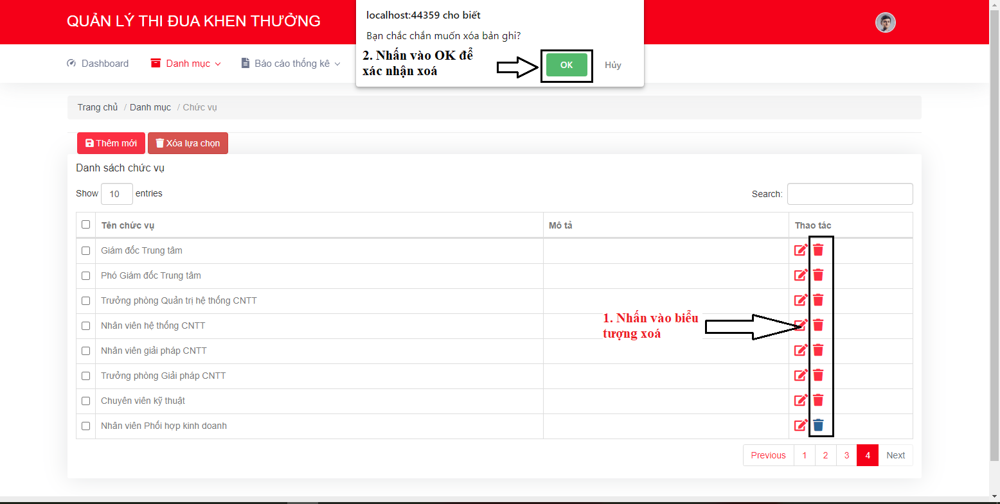 QUẢN LÝ THI ĐUA KHEN THƯỞNG
localhost:44359 cho biết
Bạn chắc chắn muốn xóa bản ghi?
2. Nhấn vào OK để
xác nhận xoá
OK
Hủy
Dashboard
Danh mục
Báo cáo thống kê
Trang chủ / Danh mục / Chức vụ
Thêm mới
Xóa lựa chọn
Danh sách chức vụ
Show 10 entries
Search:
Tên chức vụ
Mô tả
Thao tác
Giám đốc Trung tâm
Phó Giám đốc Trung tâm
Trưởng phòng Quản trị hệ thống CNTT
Nhân viên hệ thống CNTT
1. Nhấn vào biểu
tượng xoá
Nhân viên giải pháp CNTT
Trưởng phòng Giải pháp CNTT
Chuyên viên kỹ thuật
Nhân viên Phối hợp kinh doanh
Previous 1 2 3 4 Next